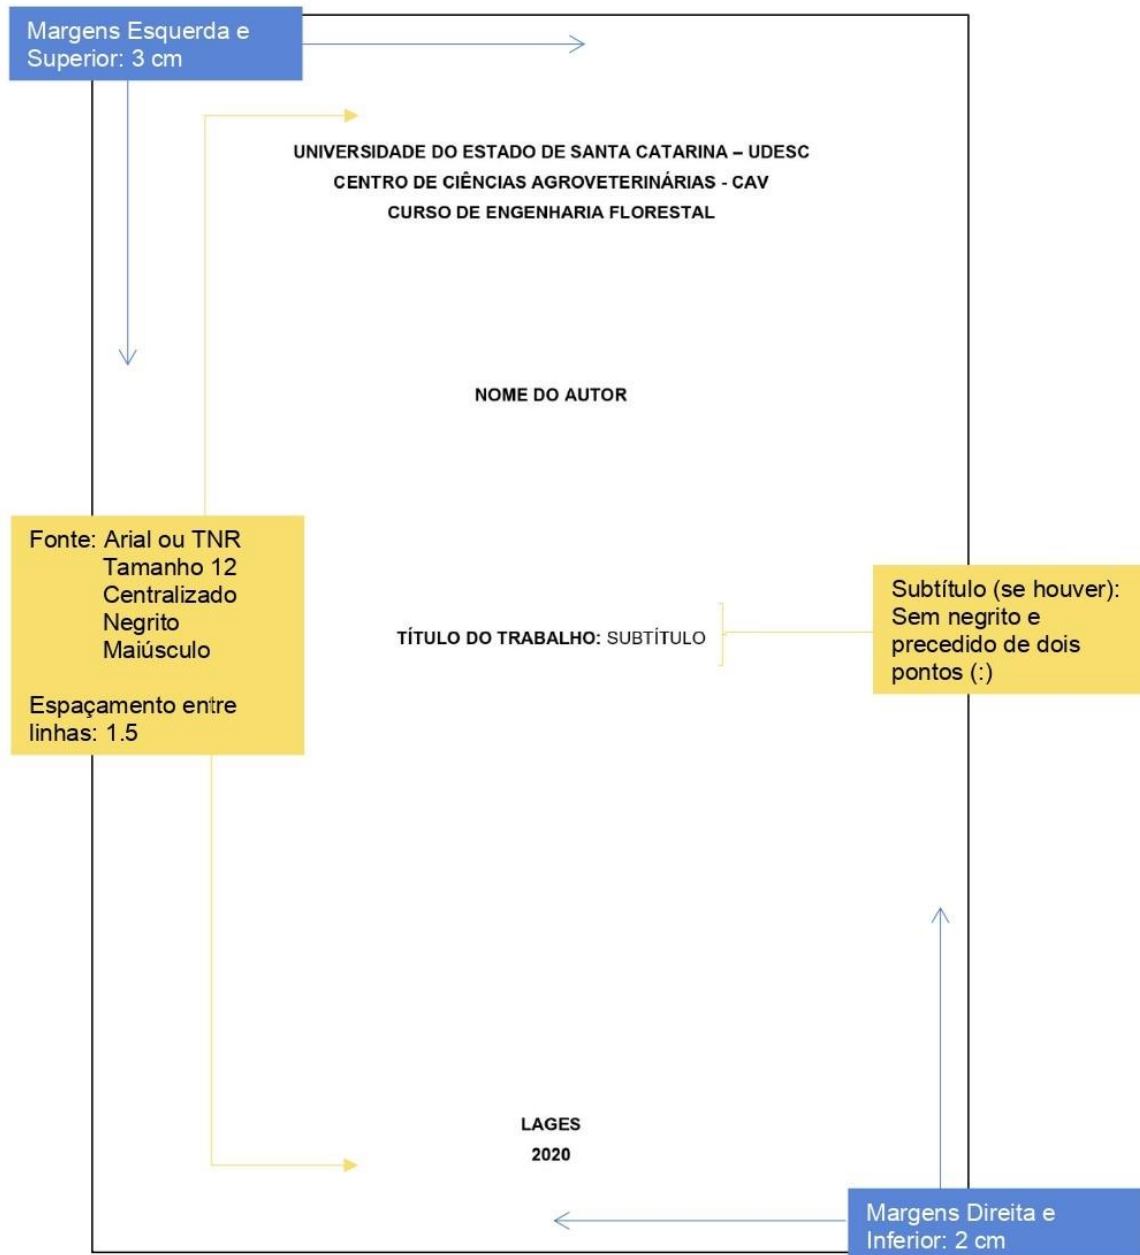 Margens Esquerda e
Superior: 3 cm
UNIVERSIDADE DO ESTADO DE SANTA CATARINA – UDESC
CENTRO DE CIÊNCIAS AGROVETERINÁRIAS - CAV
CURSO DE ENGENHARIA FLORESTAL
NOME DO AUTOR
Fonte: Arial ou TNR
Tamanho 12
Centralizado
Negrito
Maiúsculo
Espaçamento entre
linhas: 1.5
TÍTULO DO TRABALHO: SUBTÍTULO
Subtítulo (se houver):
Sem negrito e
precedido de dois
pontos (:)
LAGES
2020
Margens Direita e
Inferior: 2 cm